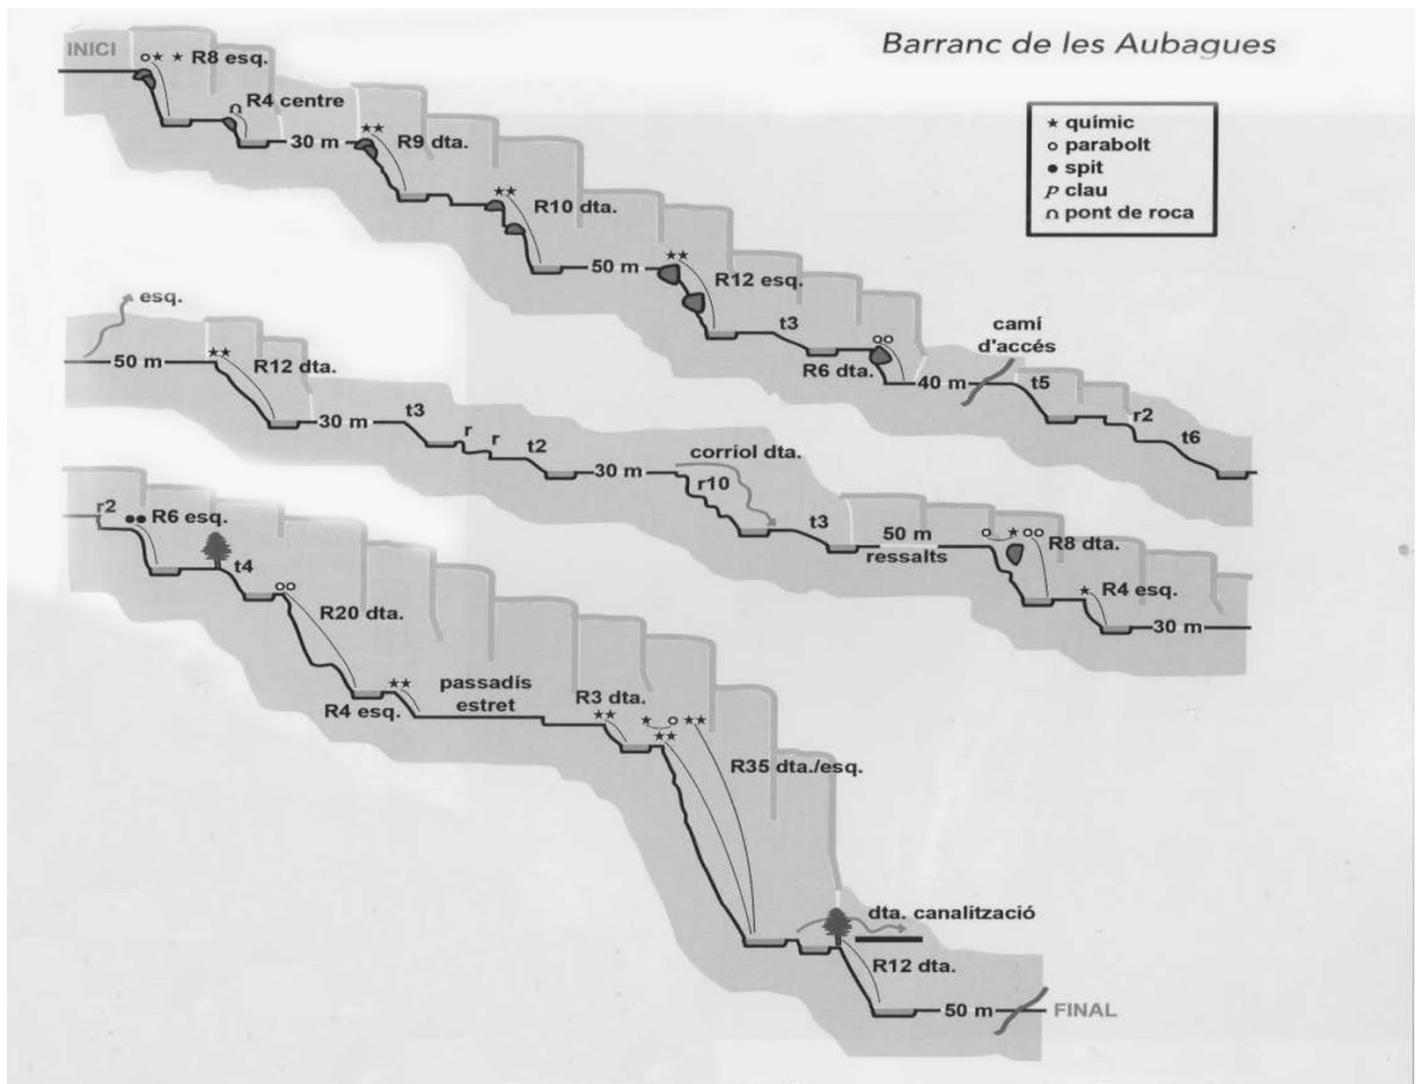 Barranc de les Aubagues
INICI
R8 esq.
R4 centre
30 m
R9 dta.
R10 dta.
50 m
R12 esq.
t3
R6 dta.
40 m
camí
d'accés
t5
r2
t6
químic
parabolt
spit
clau
pont de roca
esq.
50 m
R12 dta.
30 m
t3
r
r
t2
30 m
corriol dta.
r10
t3
50 m
ressalts
R8 dta.
R4 esq.
30 m
r2
R6 esq.
t4
R20 dta.
R4 esq.
passadís
estret
R3 dta.
R35 dta./esq.
dta. canalització
R12 dta.
50 m
FINAL